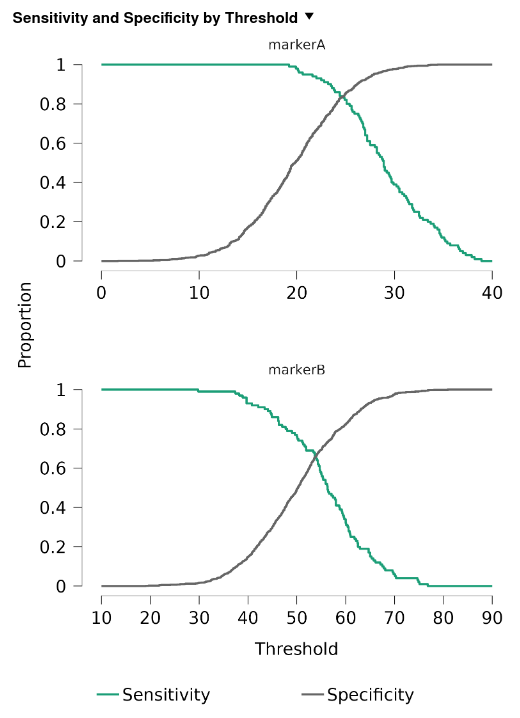 Sensitivity and Specificity by Threshold ▼
markerA
1
0.8
0.6
0.4
0.2
0
0 10 20 30 40
Proportion
markerB
1
0.8
0.6
0.4
0.2
0
10 20 30 40 50 60 70 80 90
Threshold
Sensitivity Specificity